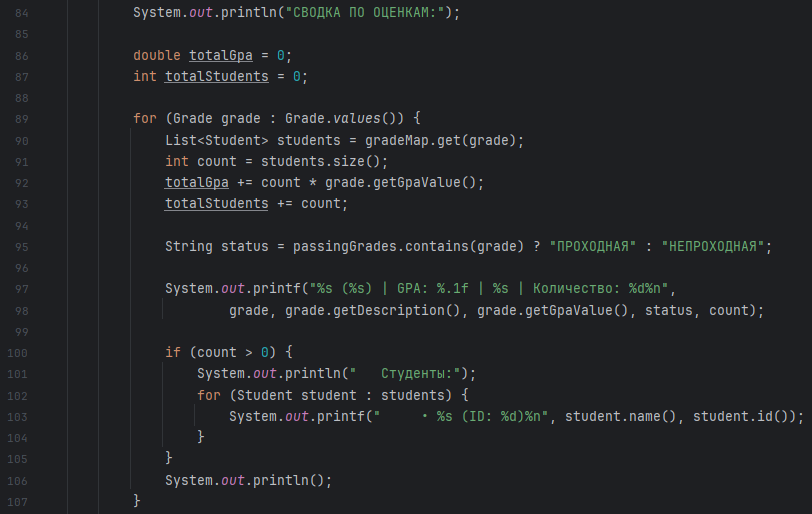 84 System.out.println("СВОДКА ПО ОЦЕНКАМ:");
85
86 double totalGpa = 0;
87 int totalStudents = 0;
88
89 for (Grade grade : Grade.values()) {
90 List<Student> students = gradeMap.get(grade);
91 int count = students.size();
92 totalGpa += count * grade.getGpaValue();
93 totalStudents += count;
94
95 String status = passingGrades.contains(grade) ? "ПРОХОДНАЯ" : "НЕПРОХОДНАЯ";
96
97 System.out.printf("%s (%s) | GPA: %.1f | %s | Количество: %d%n",
98 grade, grade.getDescription(), grade.getGpaValue(), status, count);
99
100 if (count > 0) {
101 System.out.println("   Студенты:");
102 for (Student student : students) {
103 System.out.printf("     • %s (ID: %d)%n", student.name(), student.id());
104 }
105 }
106 System.out.println();
107 }